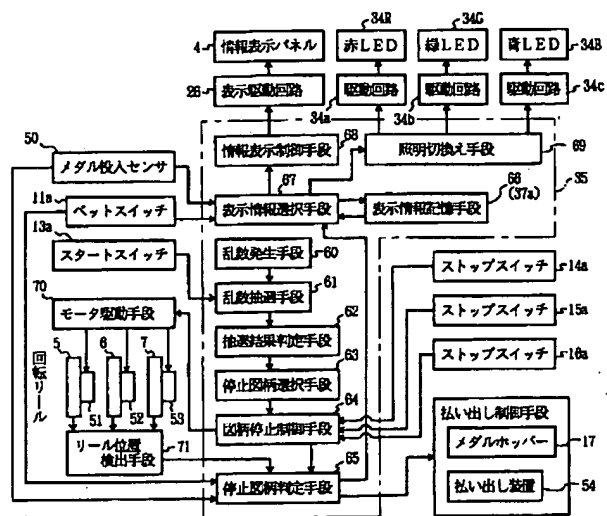 4
情報表示パネル
34R
赤LED
34G
緑LED
青LED
34B
26
表示駆動回路
駆動回路
34a
駆動回路
34b
駆動回路
34c
情報表示制御手段
68
照明切換え手段
69
35
50
メダル投入センサ
11a
ベットスイッチ
13a
スタートスイッチ
67
表示情報選択手段
66
(37a)
表示情報記憶手段
乱数発生手段
60
乱数抽選手段
61
62
抽選結果判定手段
63
停止図柄選択手段
64
図柄停止制御手段
65
停止図柄判定手段
ストップスイッチ
14a
ストップスイッチ
15a
ストップスイッチ
16a
70
モータ駆動手段
回転リール
5
6
7
51
52
53
リール位置
検出手段
71
払い出し制御手段
メダルホッパー
17
払い出し装置
54